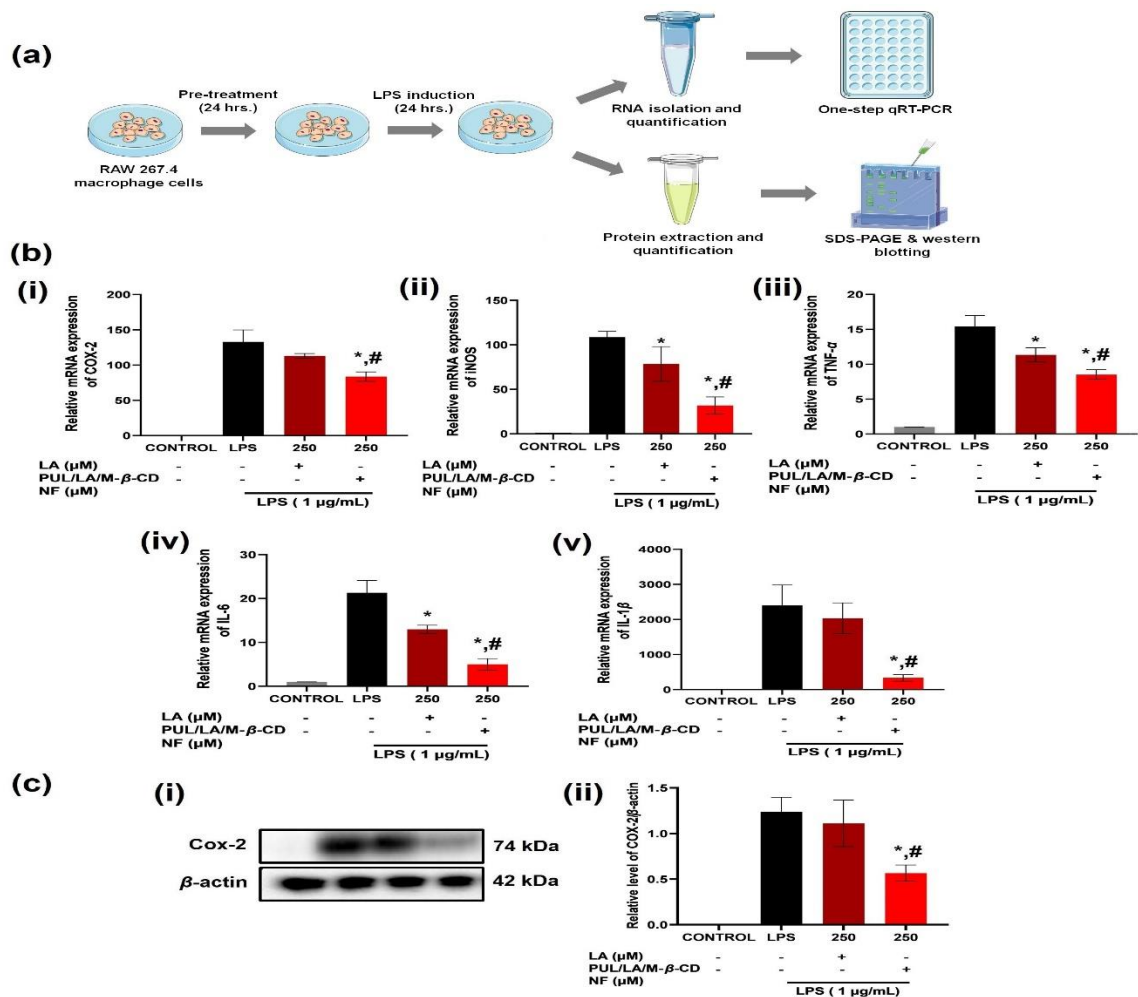 (a)
Pre-treatment
(24 hrs.)
LPS induction
(24 hrs.)
RAW 267.4
macrophage cells
RNA isolation and
quantification
One-step qRT-PCR
Protein extraction and
quantification
SDS-PAGE & western
blotting
(b)
(i)
Relative mRNA expression
of COX-2
200
150
100
50
0
*,#
CONTROL LPS 250 250
LA (µM) - - + -
PUL/LA/M-β-CD - - - +
NF (µM)
LPS ( 1 µg/mL)
(ii)
Relative mRNA expression
of iNOS
150
100
50
0
*
*,#
CONTROL LPS 250 250
- - + -
- - - +
LPS ( 1 µg/mL)
(iii)
Relative mRNA expression
of TNF-α
20
15
10
5
0
*
*,#
CONTROL LPS 250 250
LA (µM) - - + -
PUL/LA/M-β-CD - - - +
NF (µM)
LPS ( 1 µg/mL)
(iv)
Relative mRNA expression
of IL-6
30
20
10
0
*
*,#
CONTROL LPS 250 250
LA (µM) - - + -
PUL/LA/M-β-CD - - - +
NF (µM)
LPS ( 1 µg/mL)
(v)
Relative mRNA expression
of IL-1β
4000
3000
2000
1000
0
*,#
CONTROL LPS 250 250
LA (µM) - - + -
PUL/LA/M-β-CD - - - +
NF (µM)
LPS ( 1 µg/mL)
(c)
(i)
Cox-2 74 kDa
β-actin 42 kDa
(ii)
Relative level of COX-2/β-actin
1.5
1.0
0.5
0.0
*,#
CONTROL LPS 250 250
LA (µM) - - + -
PUL/LA/M-β-CD - - - +
NF (µM)
LPS ( 1 µg/mL)